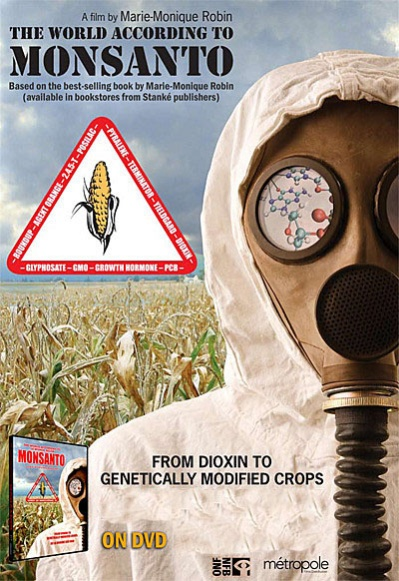 A film by Marie-Monique Robin
THE WORLD ACCORDING TO
MONSANTO
Based on the best-selling book by Marie-Monique Robin
(available in bookstores from Stanké publishers)
– ROUNDUP – AGENT ORANGE – 2,4,5-T – POSILAC –
PYRALENE – TERMINATOR – YIELDGARD – DIOXIN –
– GLYPHOSATE – GMO – GROWTH HORMONE – PCB –
FROM DIOXIN TO
GENETICALLY MODIFIED CROPS
MONSANTO
ON DVD
ONF
NFB
métropole